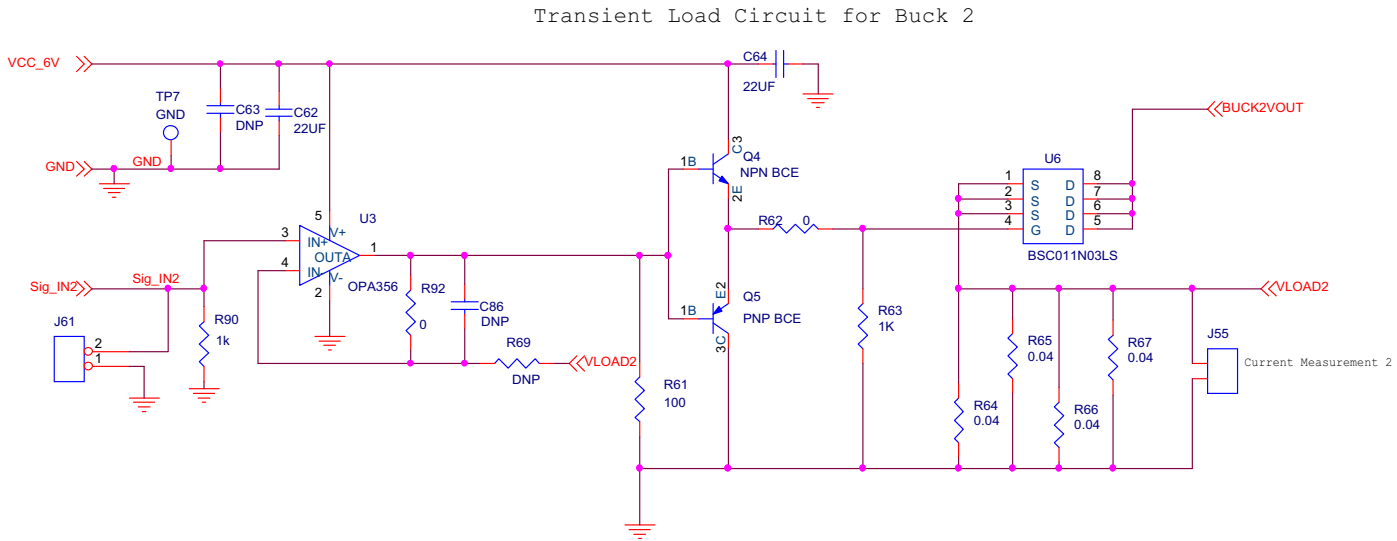 Transient Load Circuit for Buck 2
VCC_6V
C64
22UF
TP7
GND
C63
DNP
C62
22UF
BUCK2VOUT
GND
GND
C3
1B
Q4
NPN BCE
2E
U6
1 S D 8
2 S D 7
3 S D 6
4 G D 5
BSC011N03LS
R62 0
U3
5
V+
3 IN+
OUTA 1
4 IN-
V-
2
OPA356
Sig_IN2
Sig_IN2
R92
0
C86
DNP
E2
1B
Q5
PNP BCE
3C
VLOAD2
J61
2
1
R90
1k
R63
1K
R65
0.04
R67
0.04
J55
Current Measurement 2
R69
DNP
VLOAD2
R61
100
R64
0.04
R66
0.04